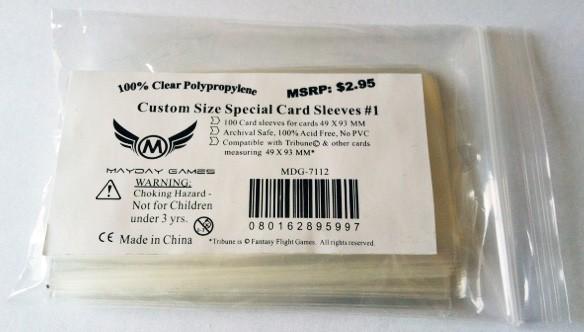 100% Clear Polypropylene
MSRP: $2.95
Custom Size Special Card Sleeves #1
100 Card sleeves for cards 49 X 93 MM
Archival Safe, 100% Acid Free, No PVC
Compatible with Tribune© & other cards
measuring 49 X 93 MM*
M
MAYDAY GAMES
MDG-7112
WARNING:
Choking Hazard -
Not for Children
under 3 yrs.
0-3
CE Made in China
080162895997
*Tribune is © Fantasy Flight Games. All rights reserved.